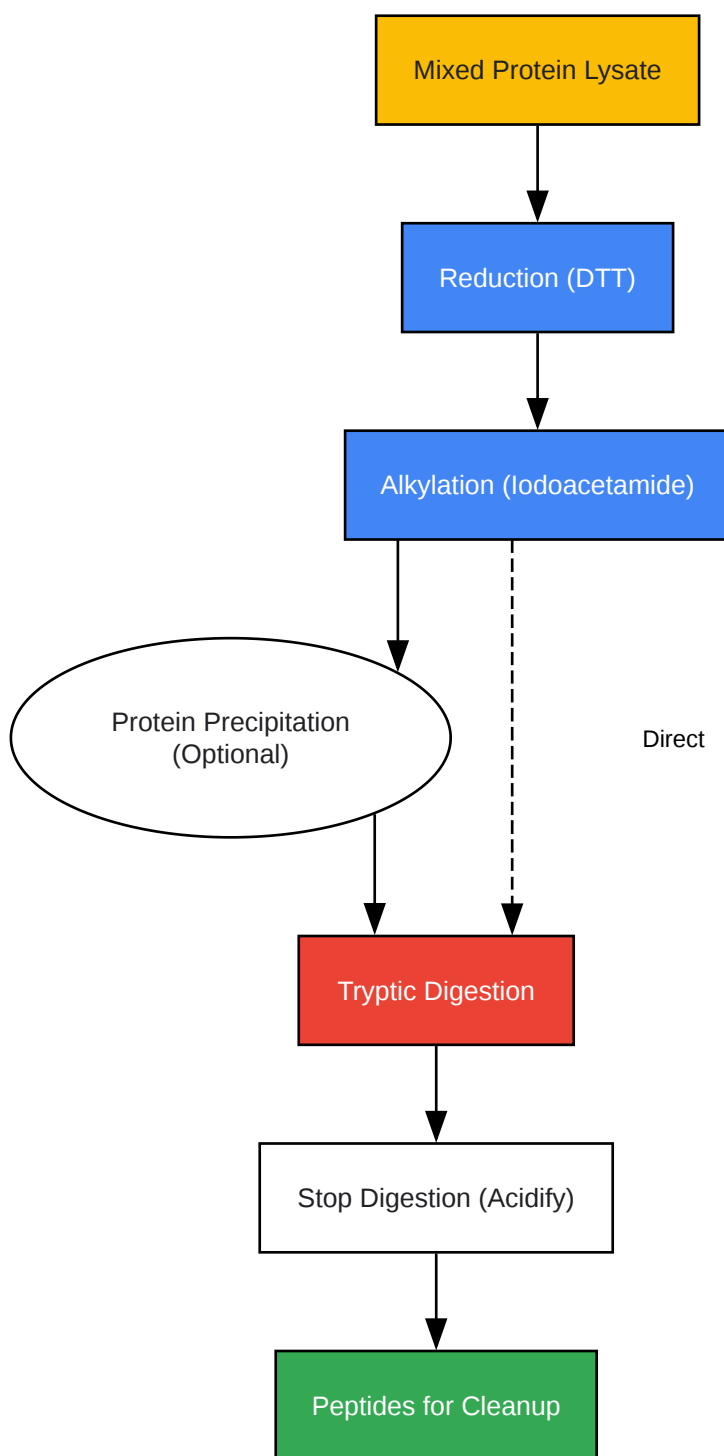 Mixed Protein Lysate
Reduction (DTT)
Alkylation (Iodoacetamide)
Protein Precipitation
(Optional)
Direct
Tryptic Digestion
Stop Digestion (Acidify)
Peptides for Cleanup